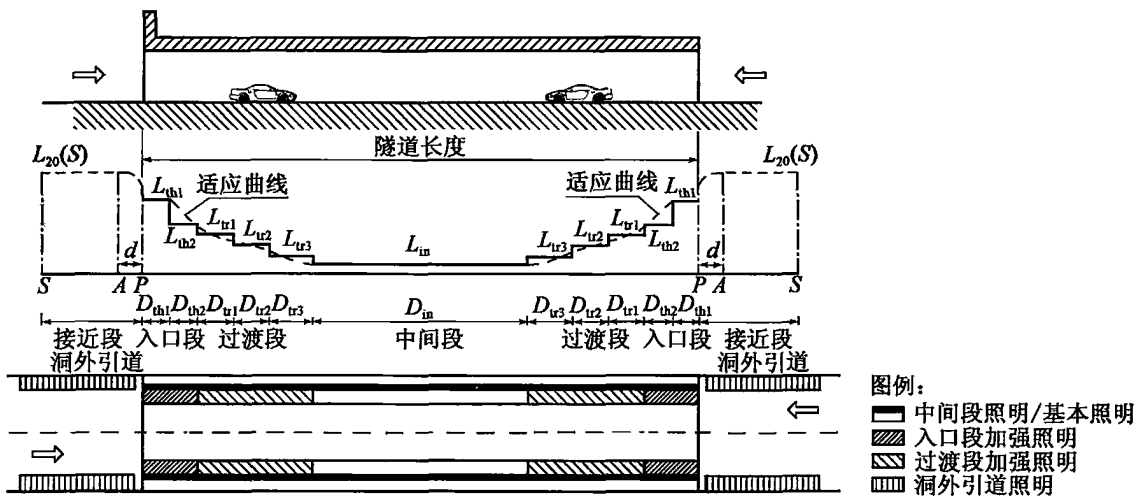 隧道长度
L20(S) L20(S)
Lth1 适应曲线 适应曲线 Lth1
Lth2 Ltr1 Ltr2 Ltr3 Lin Ltr3 Ltr2 Ltr1 Lth2
d d
S A P P A S
Dth1 Dth2 Dtr1 Dtr2 Dtr3 Din Dtr3 Dtr2 Dtr1 Dth2 Dth1
接近段 入口段 过渡段 中间段 过渡段 入口段 接近段
洞外引道 洞外引道
图例：
中间段照明/基本照明
入口段加强照明
过渡段加强照明
洞外引道照明